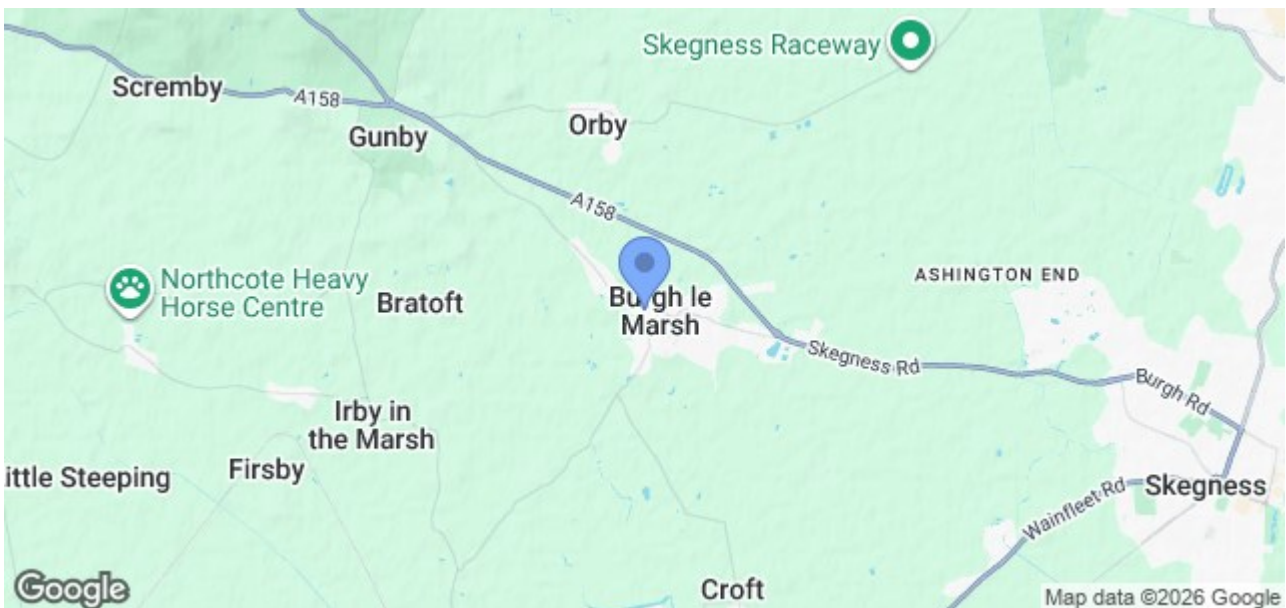 Skegness Raceway
Scremby
A158
Gunby
Orby
A158
Northcote Heavy
Horse Centre
Bratoft
Burgh le
Marsh
ASHINGTON END
Skegness Rd
Burgh Rd
Irby in
the Marsh
Firsby
ittle Steeping
Wainfleet Rd
Skegness
Croft
Google
Map data ©2026 Google